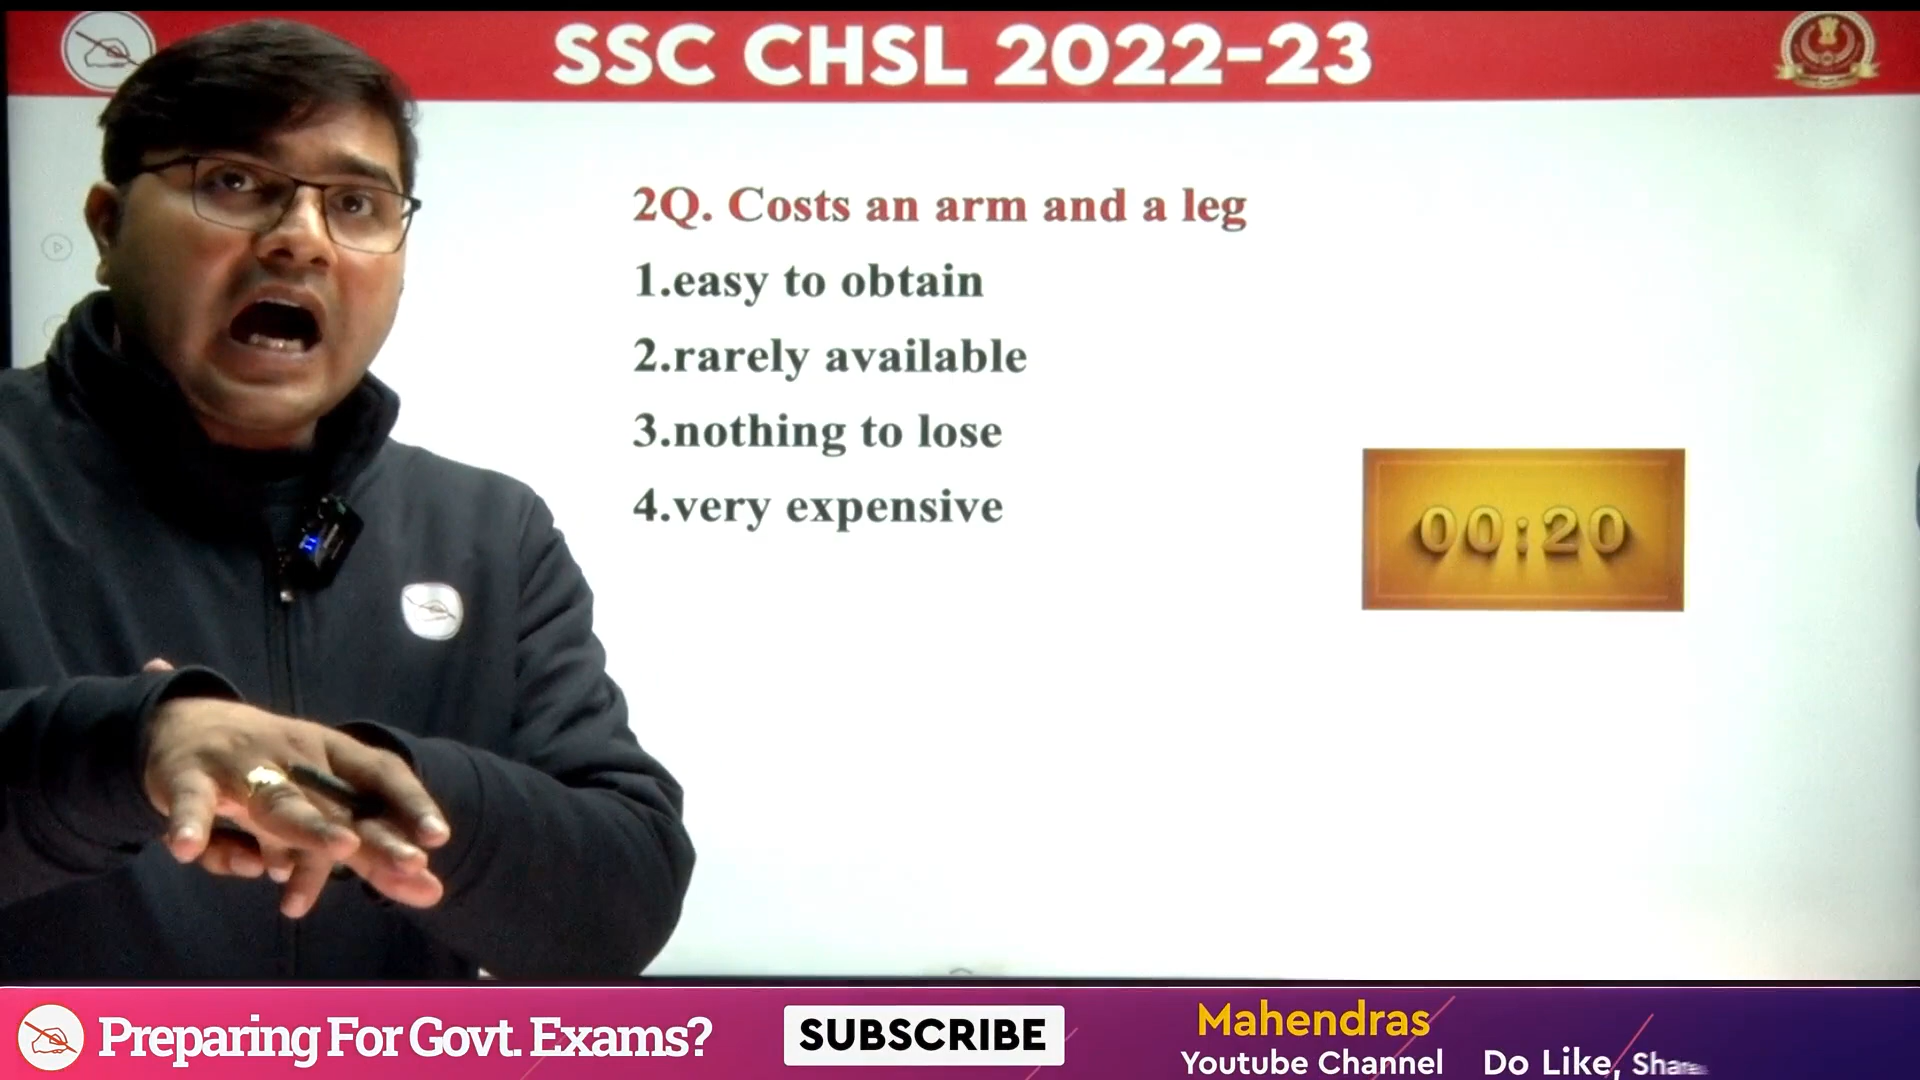 SSC CHSL 2022-23
2Q. Costs an arm and a leg
1.easy to obtain
2.rarely available
3.nothing to lose
4.very expensive
00:20
Preparing For Govt. Exams?
SUBSCRIBE
Mahendras
Youtube Channel
Do Like, Share